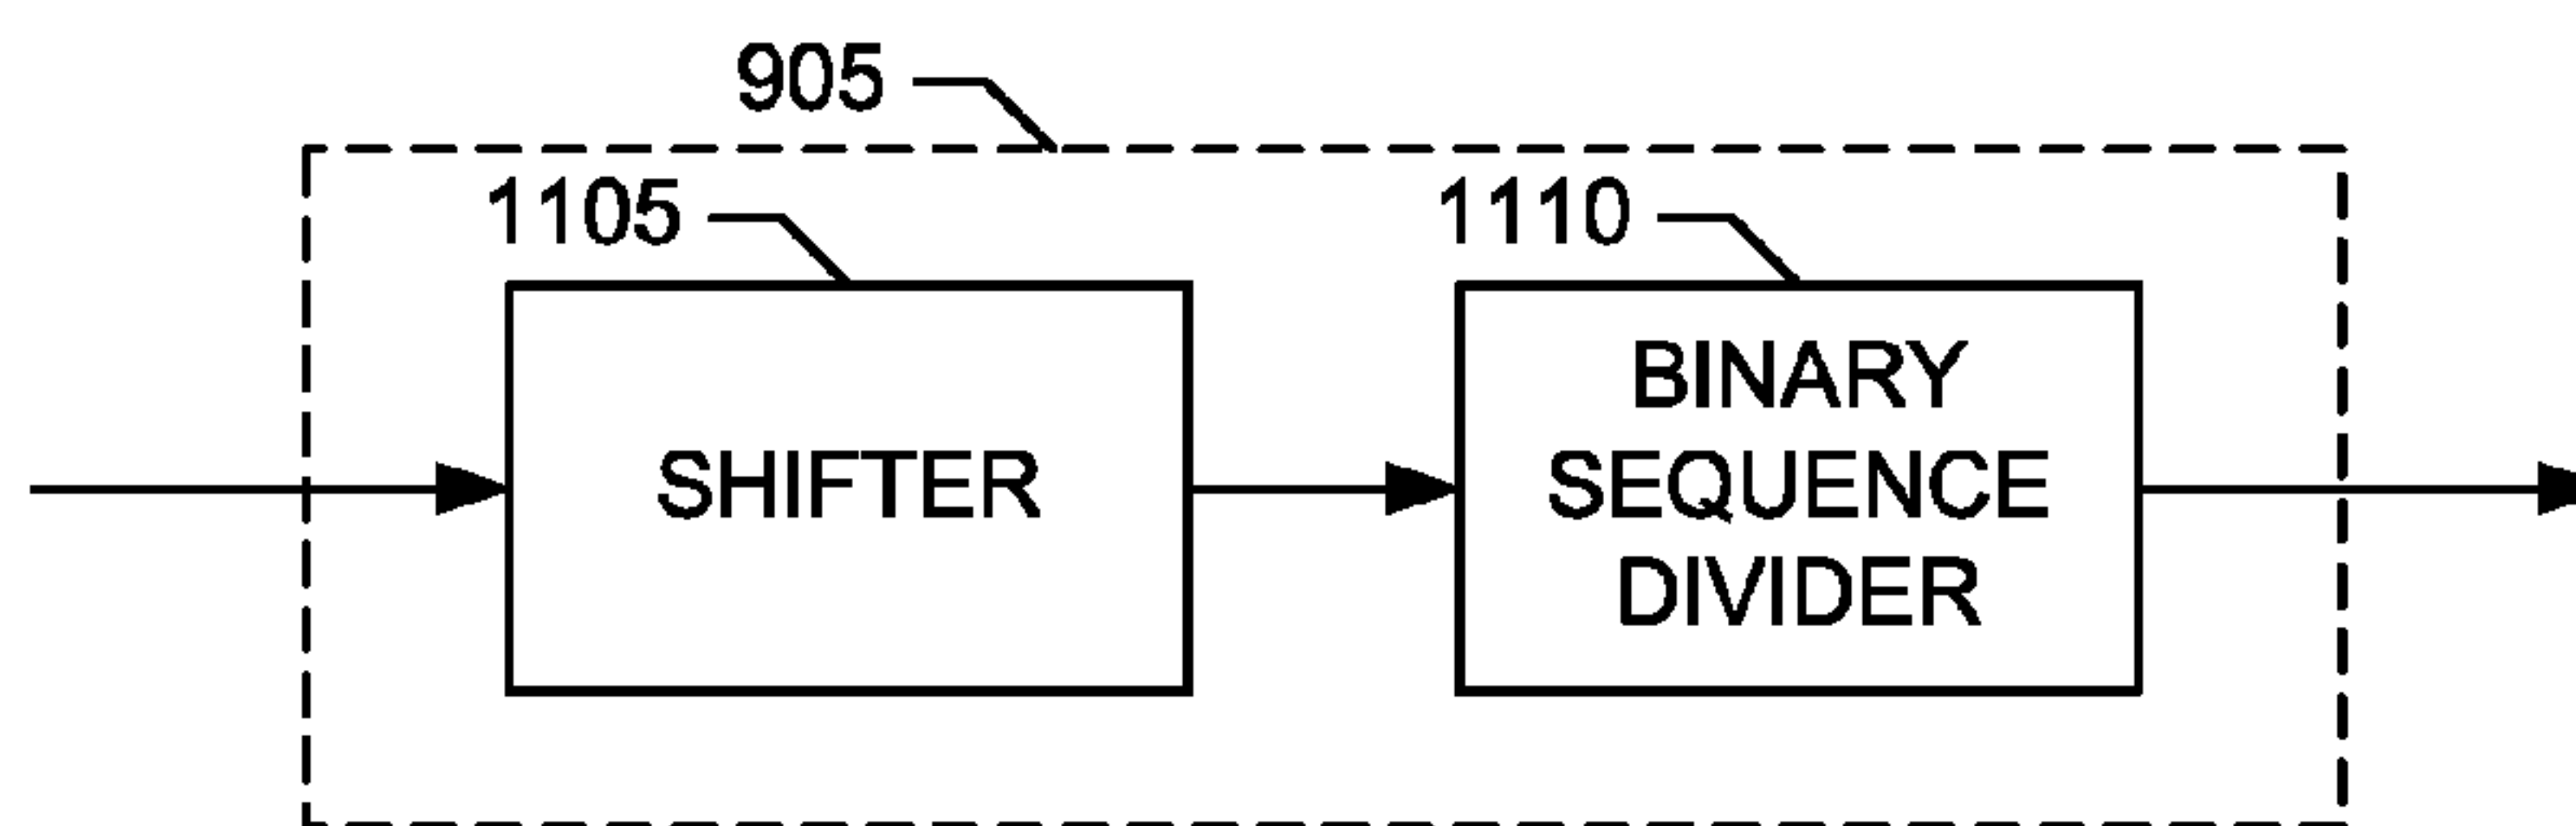 905
1105
1110
SHIFTER
BINARY
SEQUENCE
DIVIDER